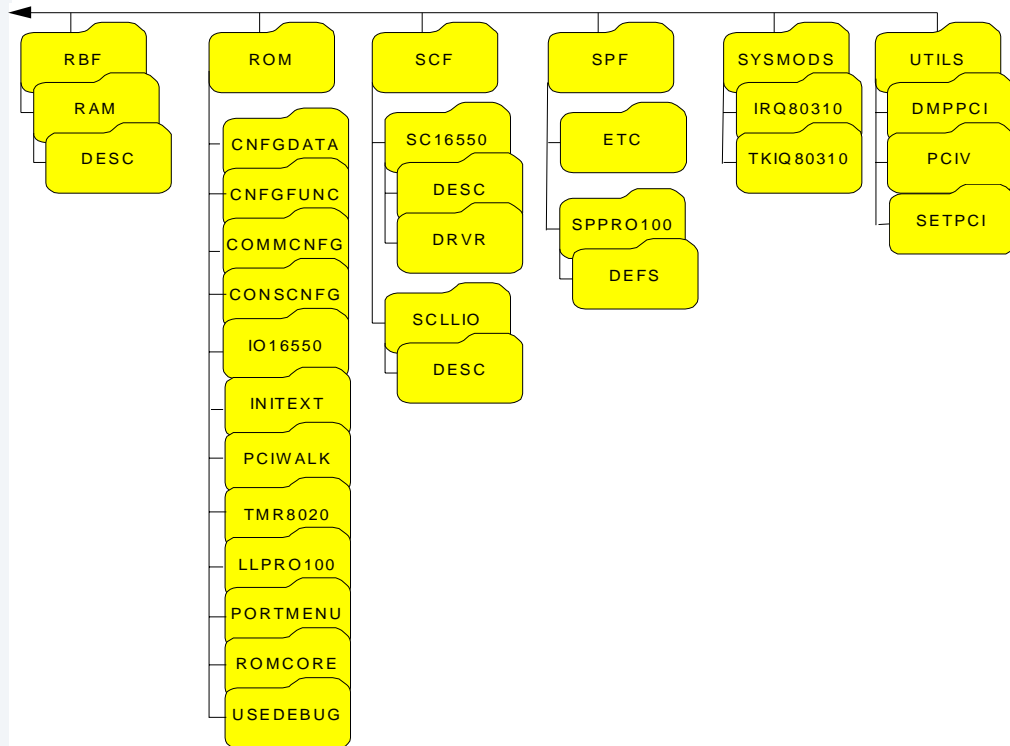 RBF
RAM
DESC
ROM
CNFGDATA
CNFGFUNC
COMMCNFG
CONSCNFG
IO16550
INITEXT
PCIWALK
TMR8020
LLPRO100
PORTMENU
ROMCORE
USEDEBUG
SCF
SC16550
DESC
DRVR
SCLLIO
DESC
SPF
ETC
SPPRO100
DEFS
SYSMODS
IRQ80310
TKIQ80310
UTILS
DMPPCI
PCIV
SETPCI